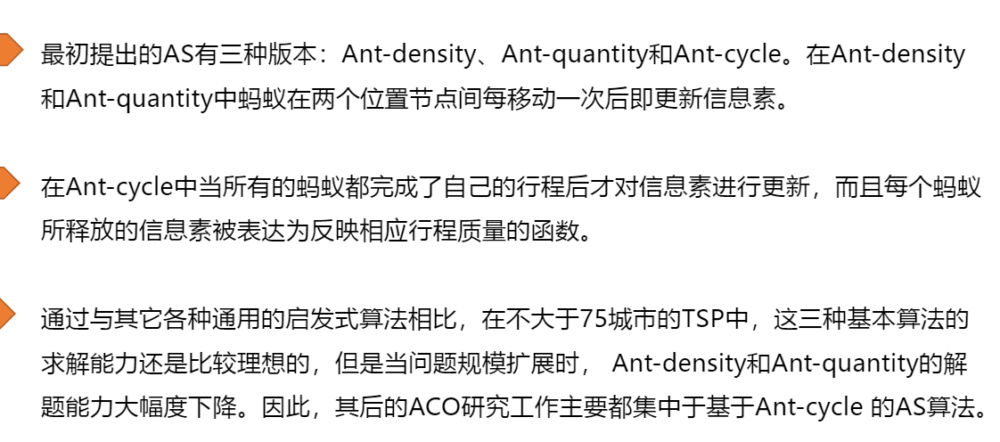 最初提出的AS有三种版本：Ant-density、Ant-quantity和Ant-cycle。在Ant-density
和Ant-quantity中蚂蚁在两个位置节点间每移动一次后即更新信息素。
在Ant-cycle中当所有的蚂蚁都完成了自己的行程后才对信息素进行更新，而且每个蚂蚁
所释放的信息素被表达为反映相应行程质量的函数。
通过与其它各种通用的启发式算法相比，在不大于75城市的TSP中，这三种基本算法的
求解能力还是比较理想的，但是当问题规模扩展时， Ant-density和Ant-quantity的解
题能力大幅度下降。因此，其后的ACO研究工作主要都集中于基于Ant-cycle 的AS算法。